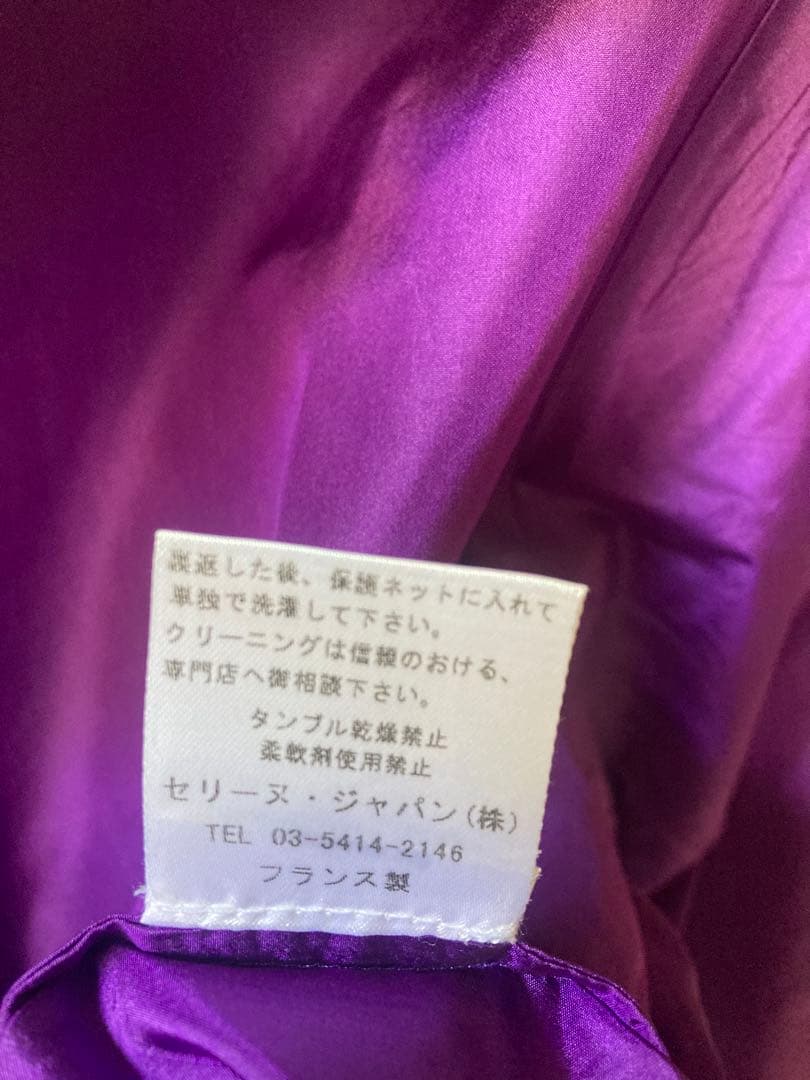 裏返した後、保護ネットに入れて
単独で洗濯して下さい。
クリーニングは信頼のおける、
専門店へ御相談下さい。
タンブル乾燥禁止
柔軟剤使用禁止
セリーヌ・ジャパン(株)
TEL 03-5414-2146
フランス製